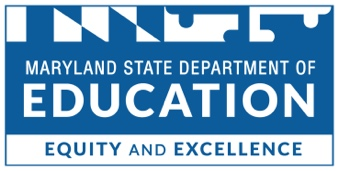 MARYLAND STATE DEPARTMENT OF
EDUCATION
EQUITY AND EXCELLENCE